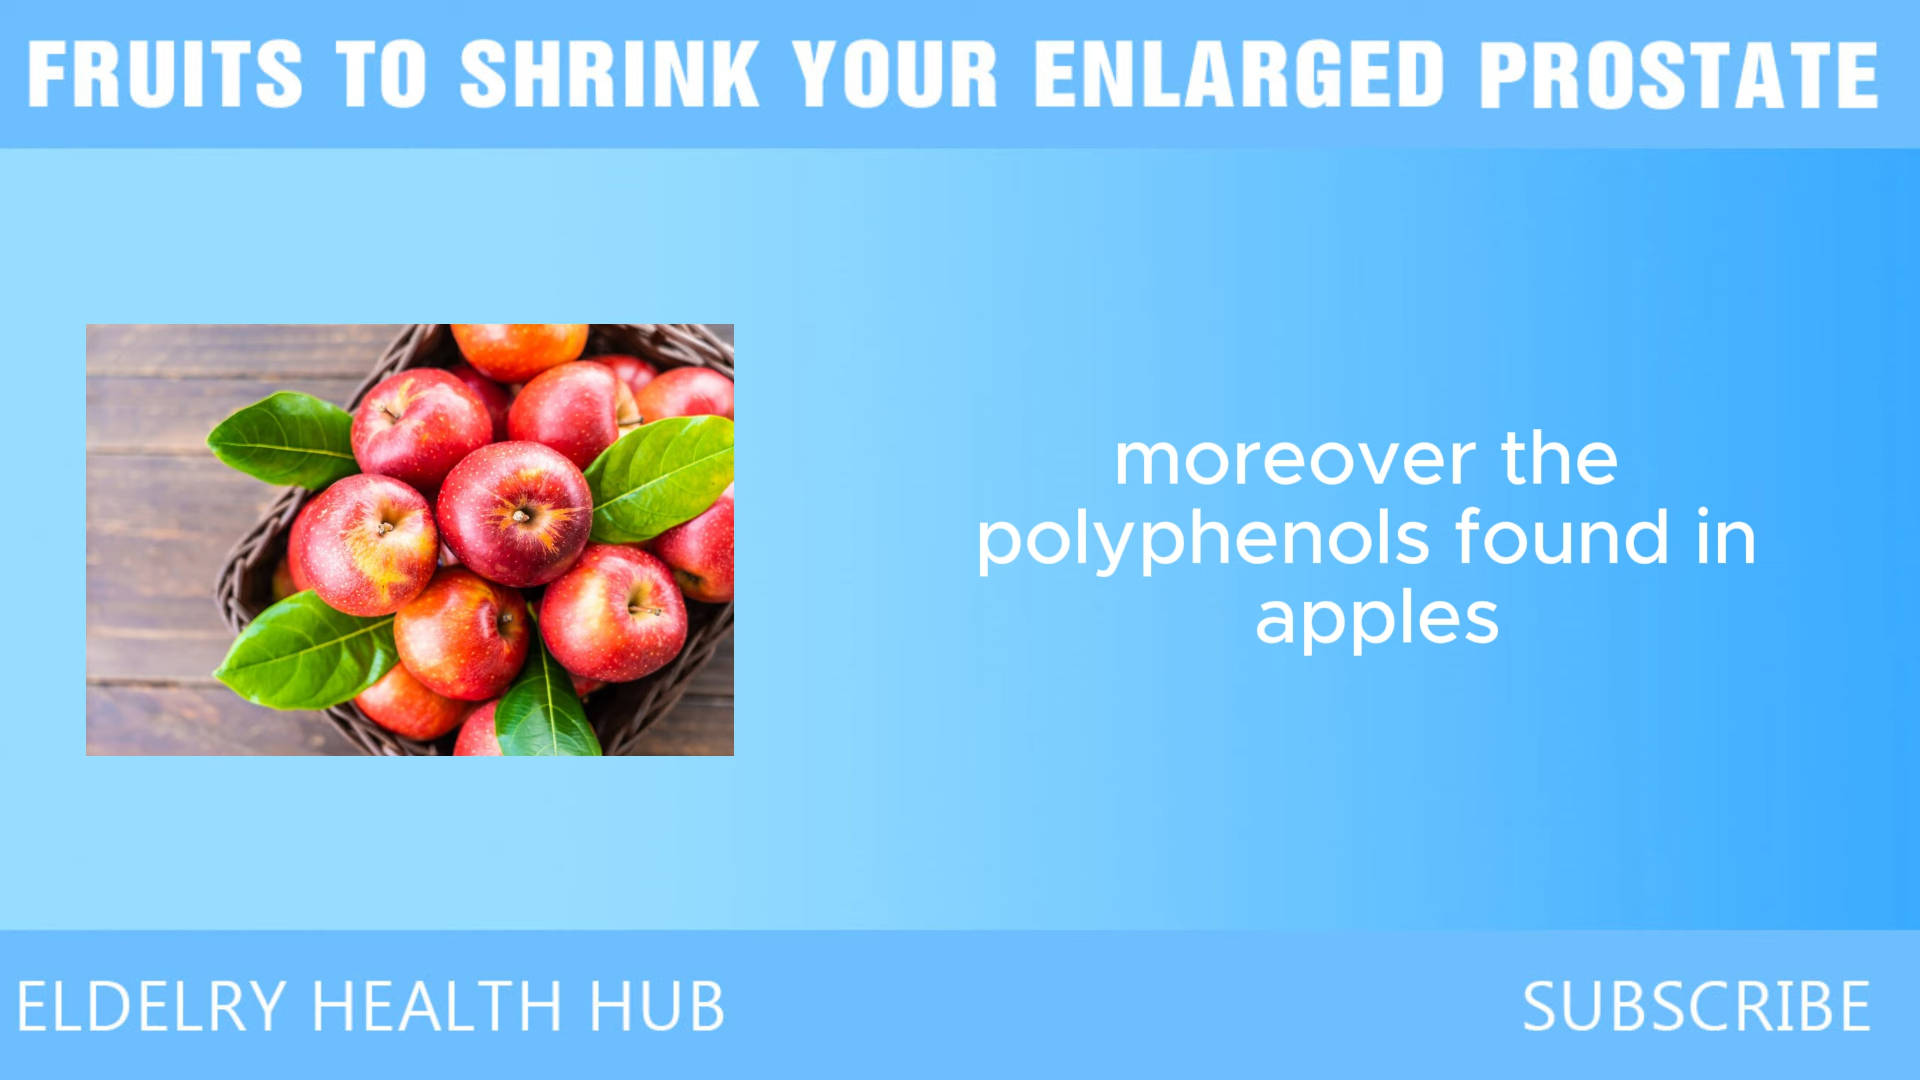 FRUITS TO SHRINK YOUR ENLARGED PROSTATE
moreover the
polyphenols found in
apples
ELDELRY HEALTH HUB
SUBSCRIBE